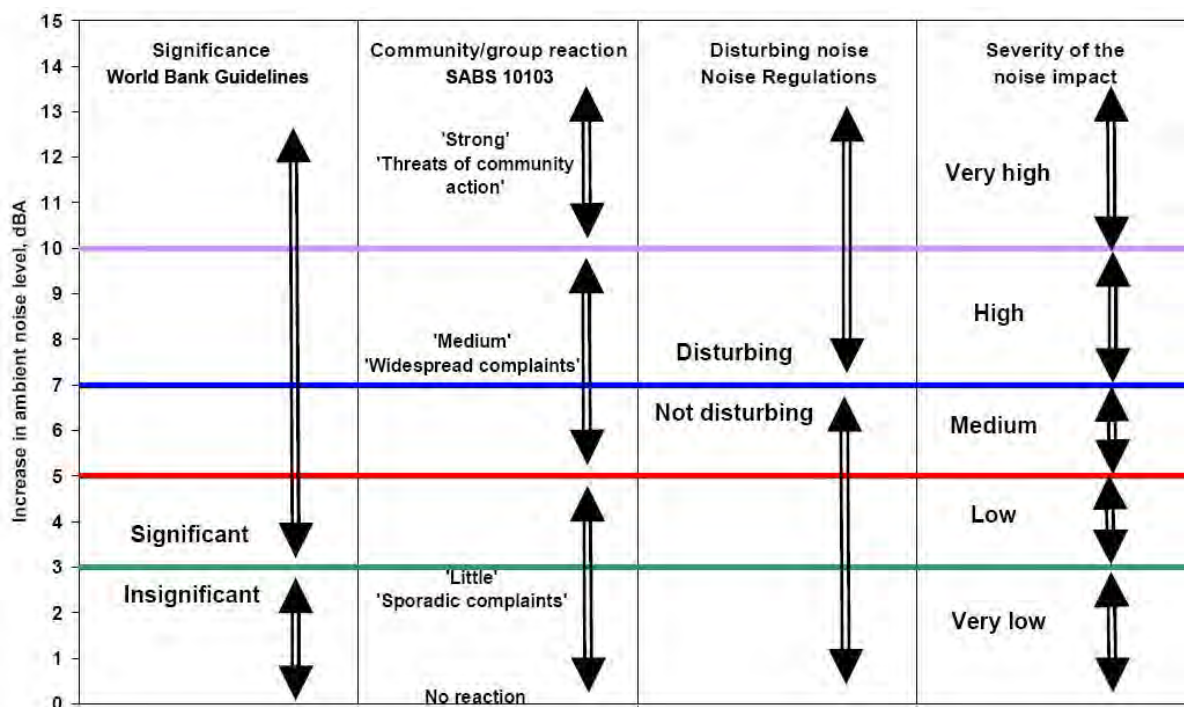 Increase in ambient noise level, dBA
15
14
13
12
11
10
9
8
7
6
5
4
3
2
1
0
Significance
World Bank Guidelines
Significant
Insignificant
Community/group reaction
SABS 10103
'Strong'
'Threats of community
action'
'Medium'
'Widespread complaints'
'Little'
'Sporadic complaints'
No reaction
Disturbing noise
Noise Regulations
Disturbing
Not disturbing
Severity of the
noise impact
Very high
High
Medium
Low
Very low